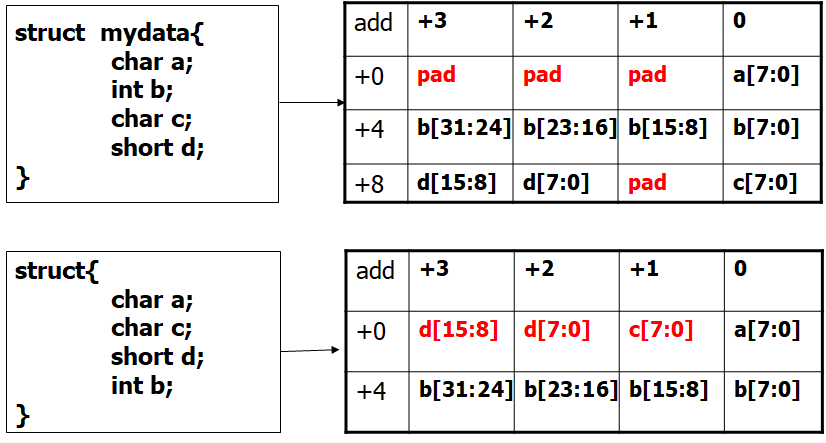 struct mydata{
char a;
int b;
char c;
short d;
}
add +3 +2 +1 0
+0 pad pad pad a[7:0]
+4 b[31:24] b[23:16] b[15:8] b[7:0]
+8 d[15:8] d[7:0] pad c[7:0]
struct{
char a;
char c;
short d;
int b;
}
add +3 +2 +1 0
+0 d[15:8] d[7:0] c[7:0] a[7:0]
+4 b[31:24] b[23:16] b[15:8] b[7:0]